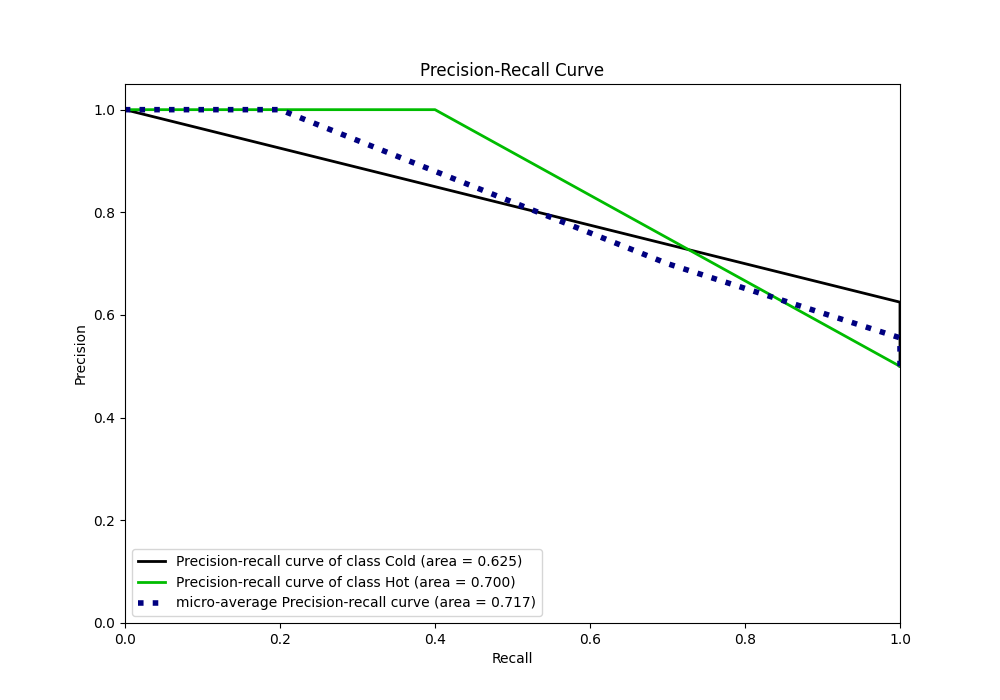 Precision-Recall Curve
1.0
0.8
0.6
0.4
0.2
0.0
Precision
Precision-recall curve of class Cold (area = 0.625)
Precision-recall curve of class Hot (area = 0.700)
micro-average Precision-recall curve (area = 0.717)
0.0 0.2 0.4 0.6 0.8 1.0
Recall